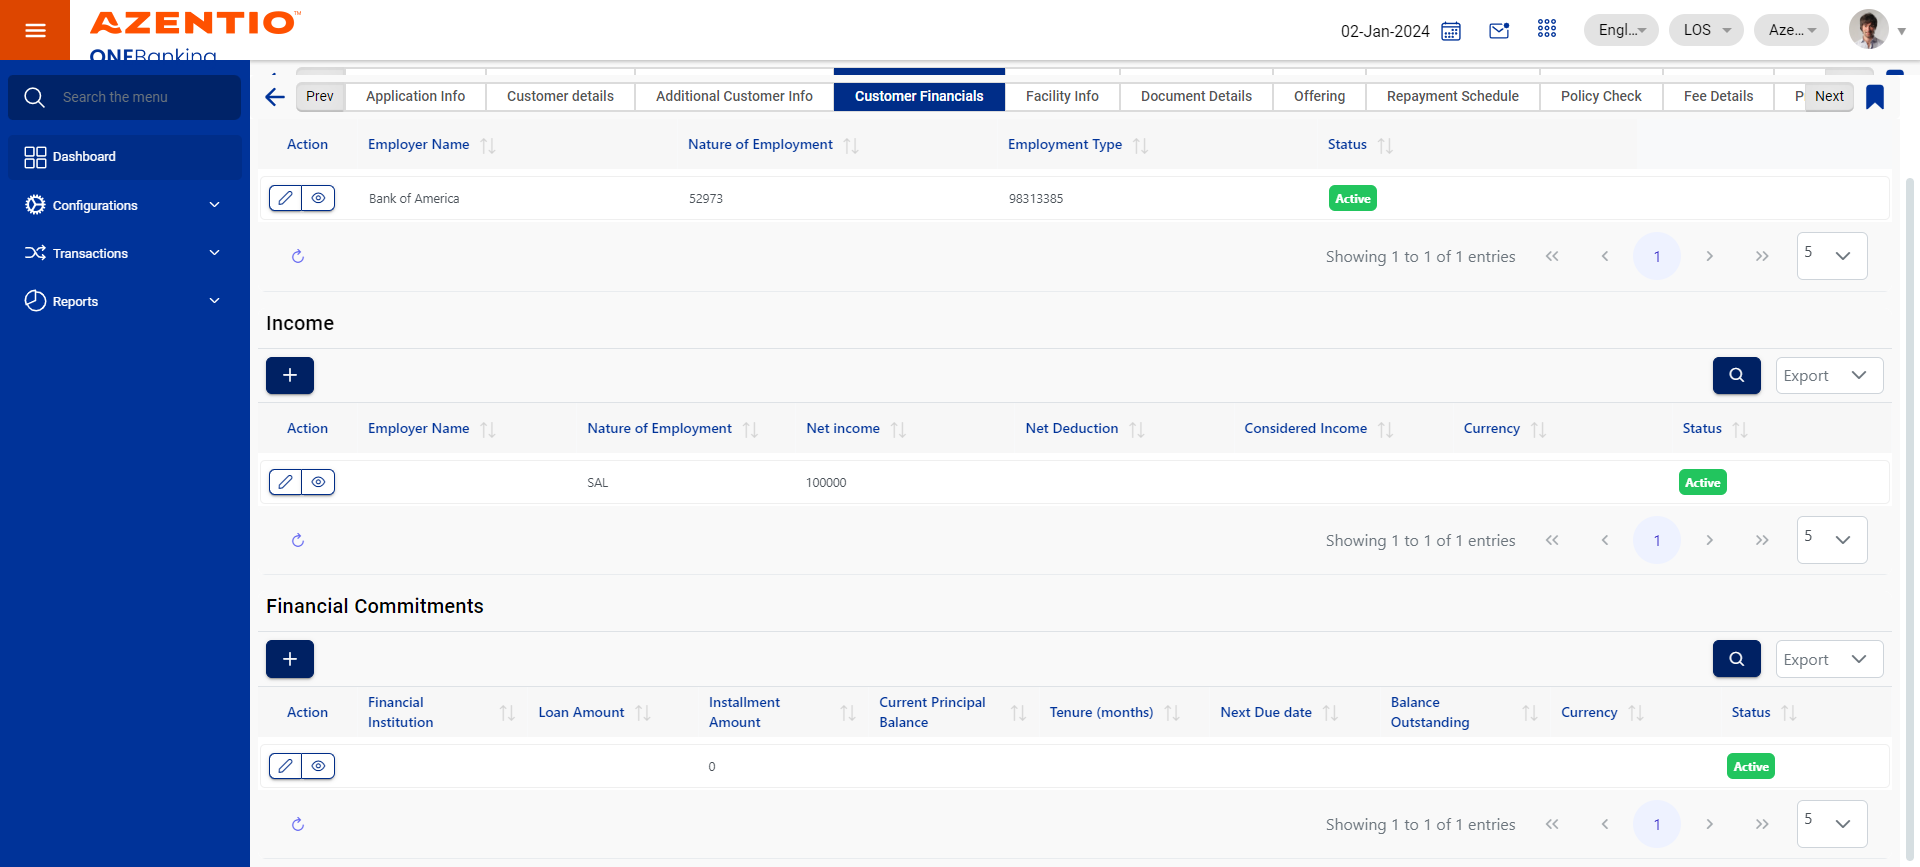 AZENTIO™
ONEBanking
02-Jan-2024
Engl...
LOS
Aze...
Search the menu
Dashboard
Configurations
Transactions
Reports
Prev
Application Info
Customer details
Additional Customer Info
Customer Financials
Facility Info
Document Details
Offering
Repayment Schedule
Policy Check
Fee Details
P
Next
Action Employer Name Nature of Employment Employment Type Status
Bank of America 52973 98313385 Active
Showing 1 to 1 of 1 entries 1 5
Income
Export
Action Employer Name Nature of Employment Net income Net Deduction Considered Income Currency Status
SAL 100000 Active
Showing 1 to 1 of 1 entries 1 5
Financial Commitments
Export
Action Financial Institution Loan Amount Installment Amount Current Principal Balance Tenure (months) Next Due date Balance Outstanding Currency Status
0 Active
Showing 1 to 1 of 1 entries 1 5